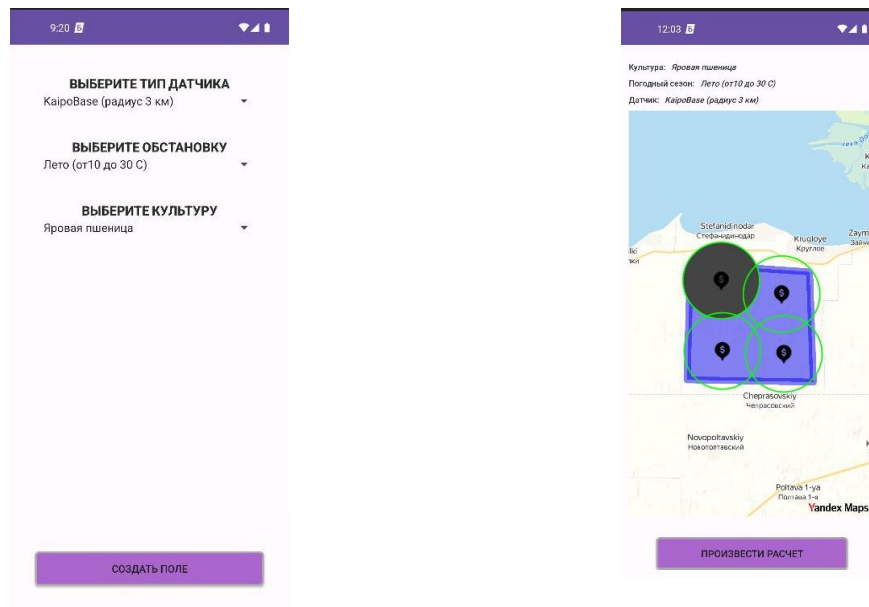 9:20
ВЫБЕРИТЕ ТИП ДАТЧИКА
KaipoBase (радиус 3 км)
ВЫБЕРИТЕ ОБСТАНОВКУ
Лето (от10 до 30 С)
ВЫБЕРИТЕ КУЛЬТУРУ
Яровая пшеница
СОЗДАТЬ ПОЛЕ
12:03
Культура: Яровая пшеница
Погодный сезон: Лето (от10 до 30 С)
Датчик: KaipoBase (радиус 3 км)
Stefanidinodar
Стефанидинодар
Krugloye
Круглое
Zaym
Займ
Cheprasovskiy
Чепрасовский
Novopoltavskiy
Новополтавский
Poltava 1-ya
Полтава 1-я
Yandex Maps
ПРОИЗВЕСТИ РАСЧЕТ